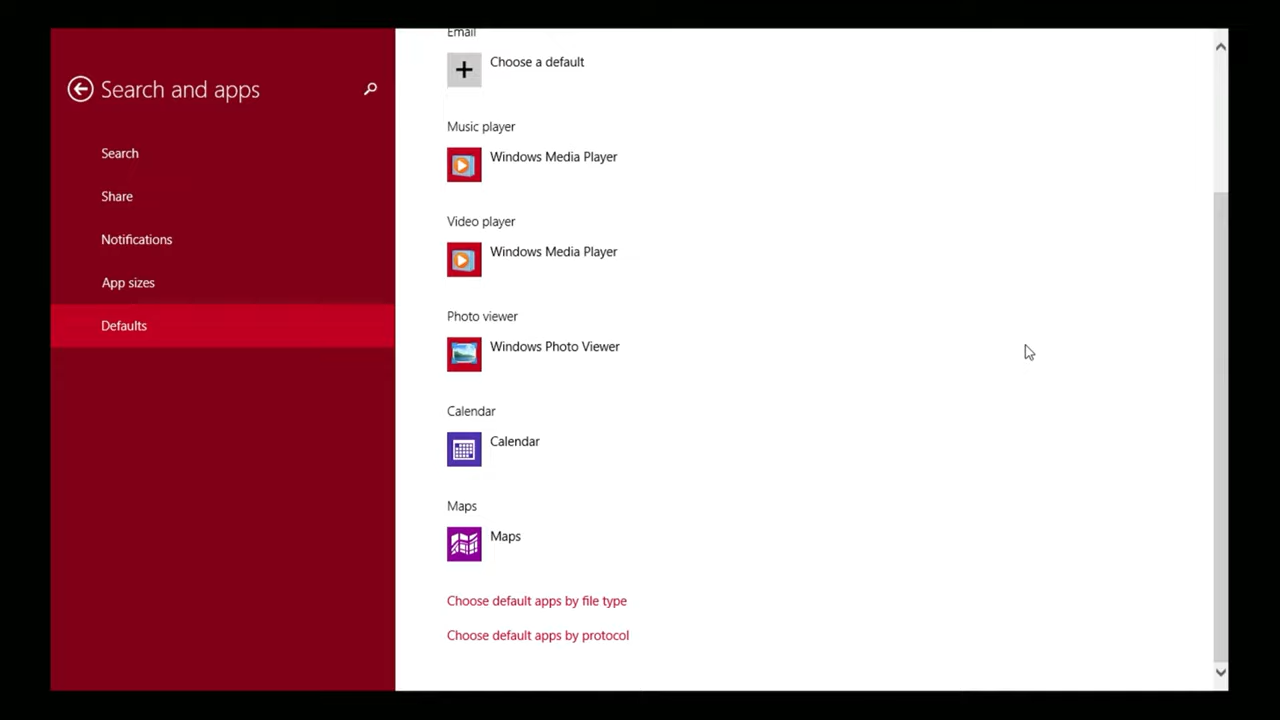 Search and apps
Search
Share
Notifications
App sizes
Defaults
Email
Choose a default
Music player
Windows Media Player
Video player
Windows Media Player
Photo viewer
Windows Photo Viewer
Calendar
Calendar
Maps
Maps
Choose default apps by file type
Choose default apps by protocol